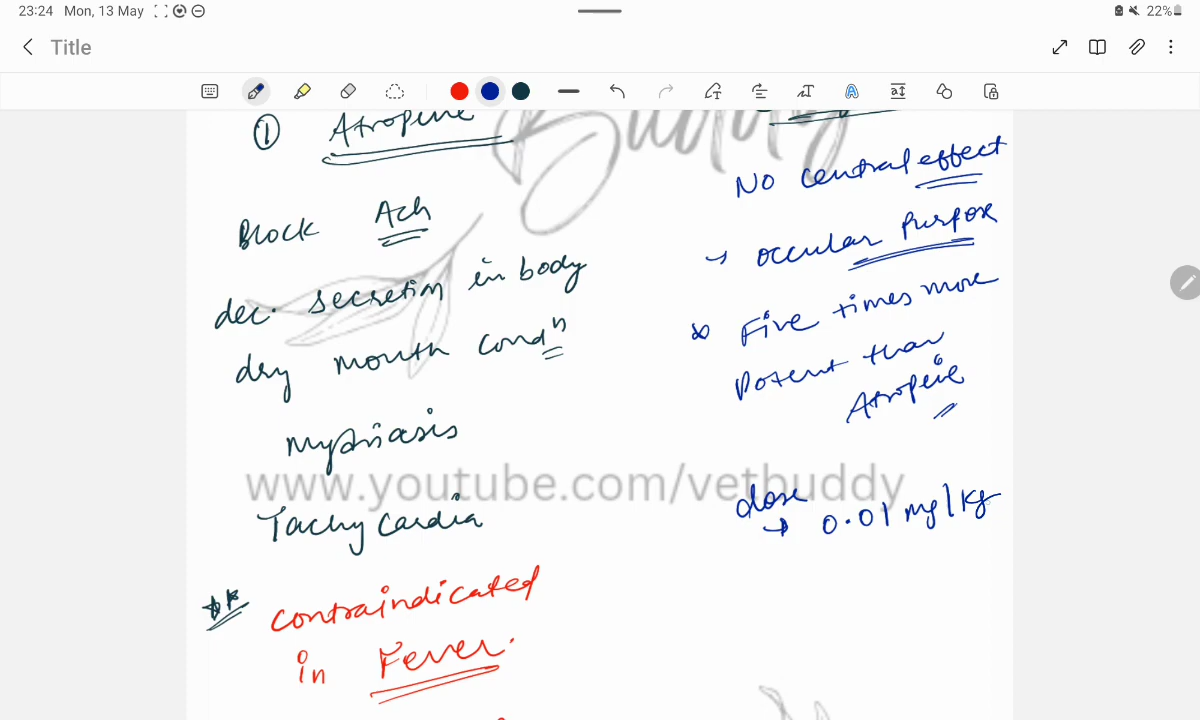 23:24 Mon, 13 May
22%
Title
① Atropine
Buddy
Block Ach
dec. secretion in body
dry mouth condn
Mydriasis
Tachycardia
** contraindicated
in Fever.
No central effect
→ occular purpose
Five times more
Potent than
Atropine
dose
→ 0.01 mg/kg
www.youtube.com/vetbuddy